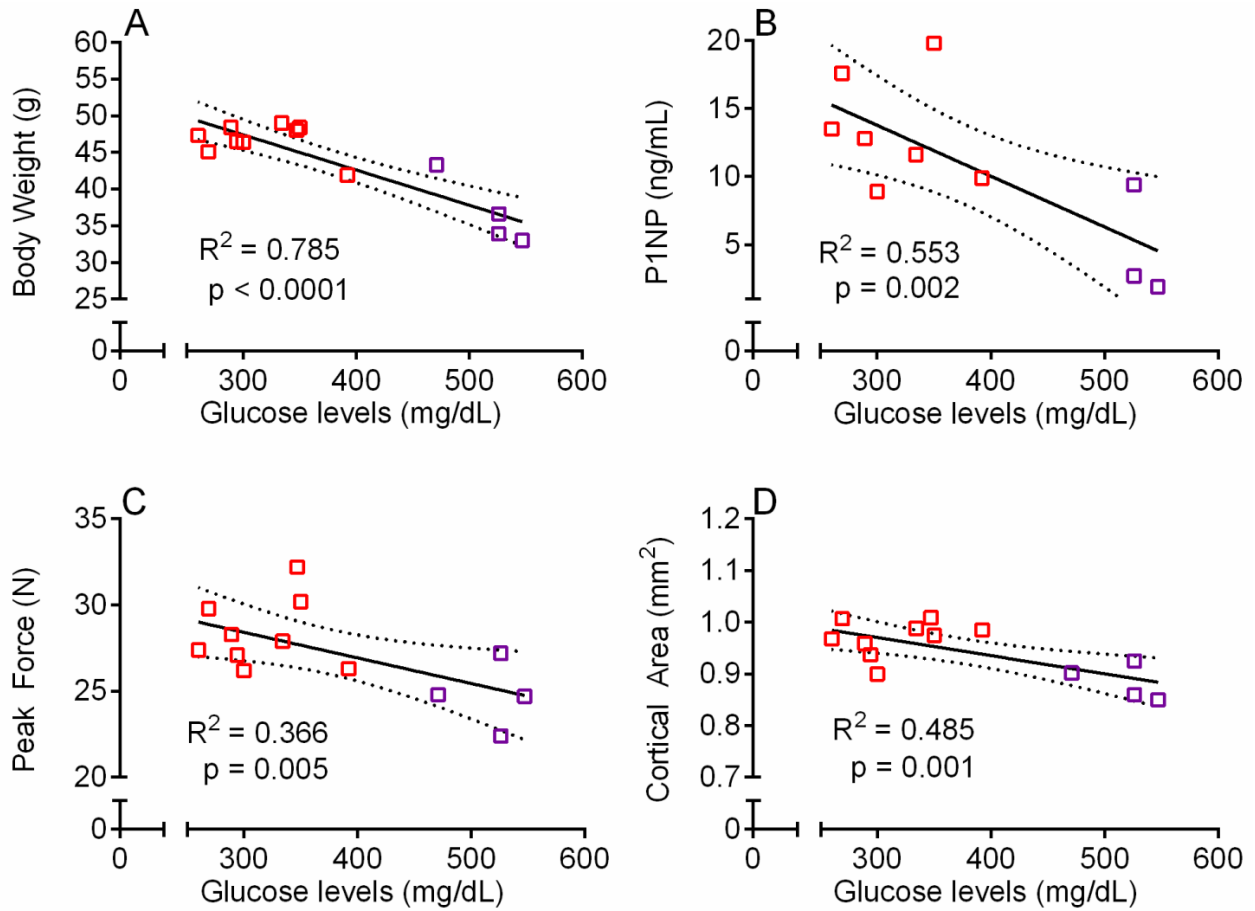 A
Body Weight (g)
60
55
50
45
40
35
30
25
0
R² = 0.785
p < 0.0001
0 300 400 500 600
Glucose levels (mg/dL)
B
P1NP (ng/mL)
20
15
10
5
0
R² = 0.553
p = 0.002
0 300 400 500 600
Glucose levels (mg/dL)
C
Peak Force (N)
35
30
25
20
0
R² = 0.366
p = 0.005
0 300 400 500 600
Glucose levels (mg/dL)
D
Cortical Area (mm²)
1.2
1.1
1.0
0.9
0.8
0.7
0
R² = 0.485
p = 0.001
0 300 400 500 600
Glucose levels (mg/dL)